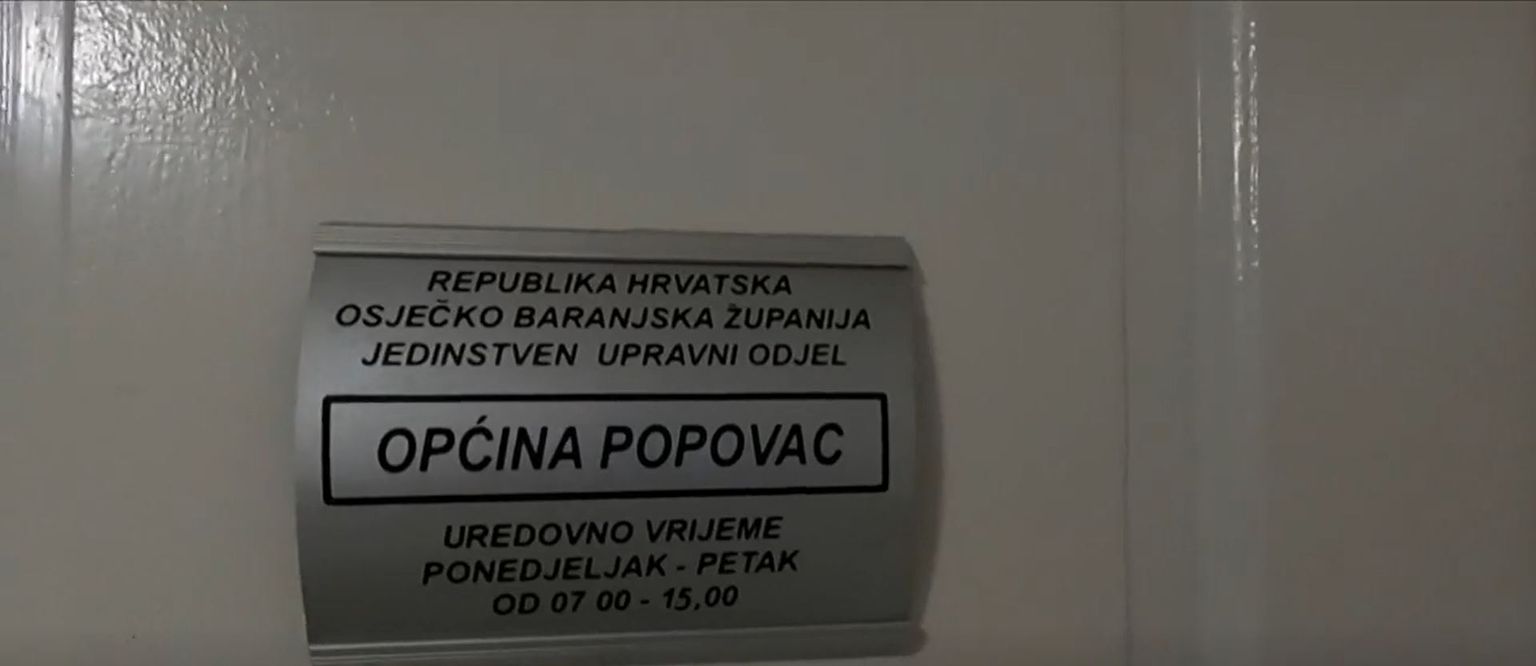 REPUBLIKA HRVATSKA
OSJEČKO BARANJSKA ŽUPANIJA
JEDINSTVEN UPRAVNI ODJEL
OPĆINA POPOVAC
UREDOVNO VRIJEME
PONEDJELJAK - PETAK
OD 07 00 - 15,00